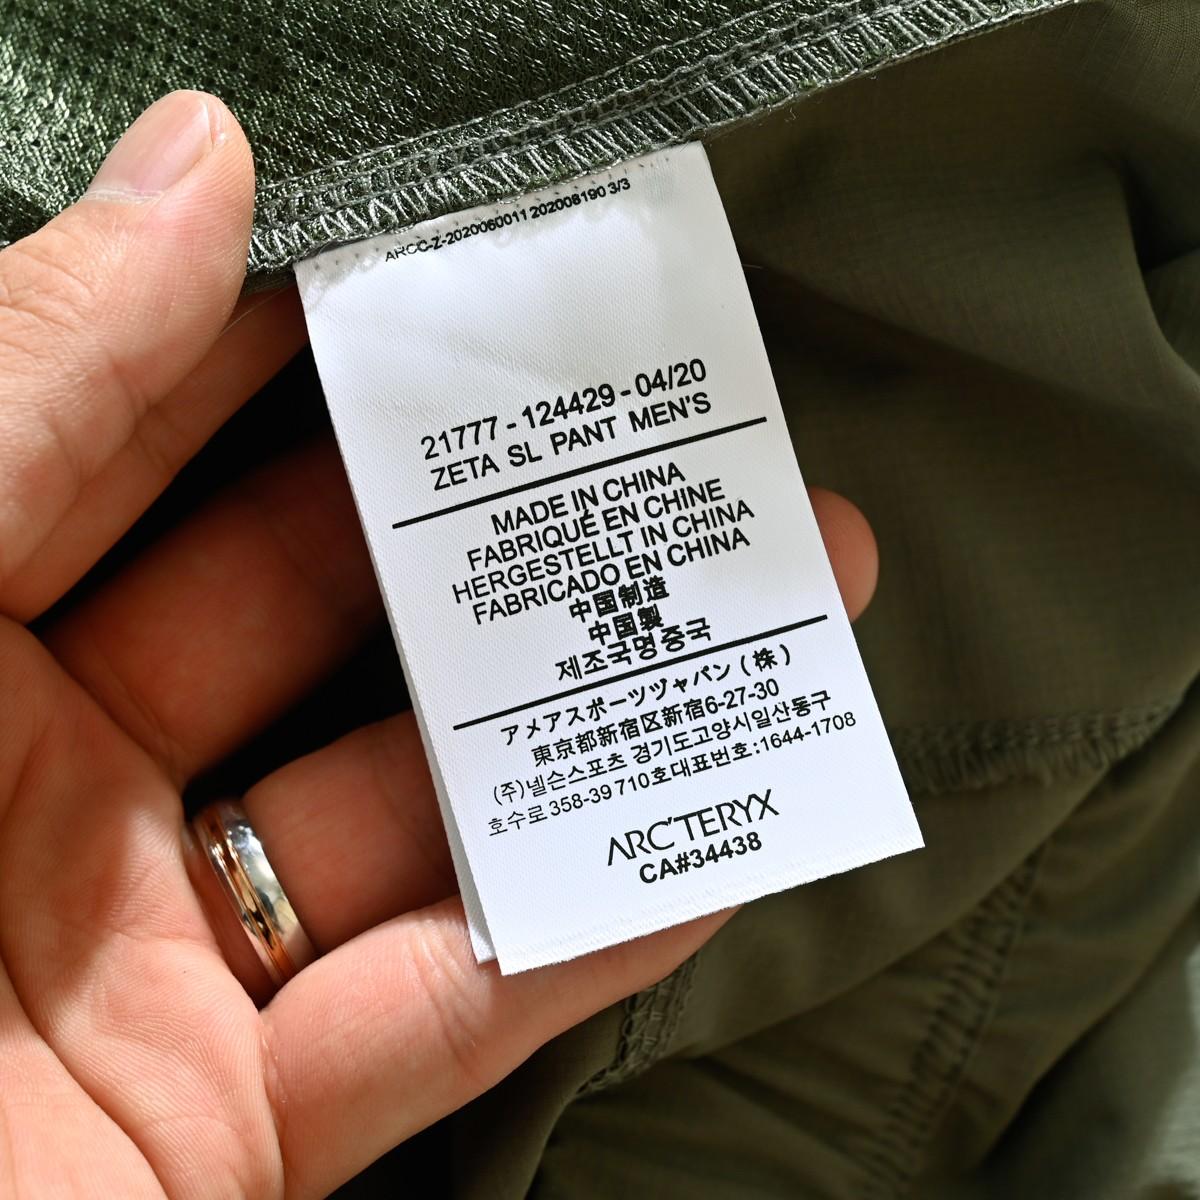 ARCC-Z-2020060011 202008190 3/3
21777 - 124429 - 04/20
ZETA SL PANT MEN'S
MADE IN CHINA
FABRIQUÉ EN CHINE
HERGESTELLT IN CHINA
FABRICADO EN CHINA
中国制造
中国製
제조국명 중국
アメアスポーツヅャパン (株)
東京都新宿区新宿6-27-30
(주)넬슨스포츠 경기도고양시일산동구
호수로 358-39 710호대표번호:1644-1708
ARC'TERYX
CA#34438